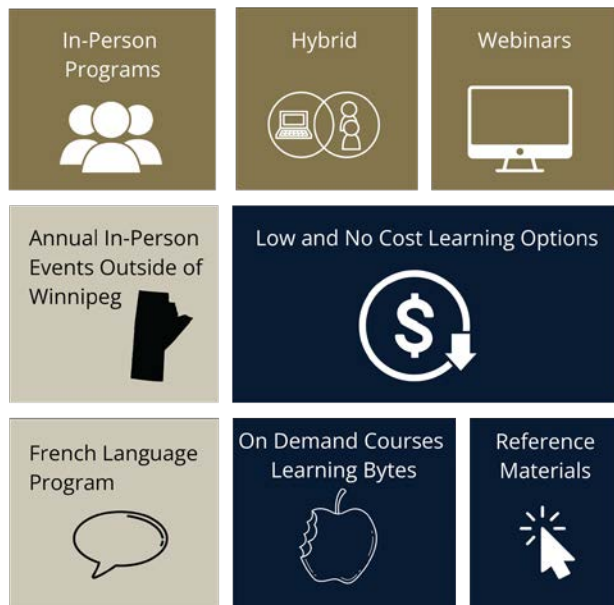 In-Person
Programs
Hybrid
Webinars
Annual In-Person
Events Outside of
Winnipeg
Low and No Cost Learning Options
$
French Language
Program
On Demand Courses
Learning Bytes
Reference
Materials